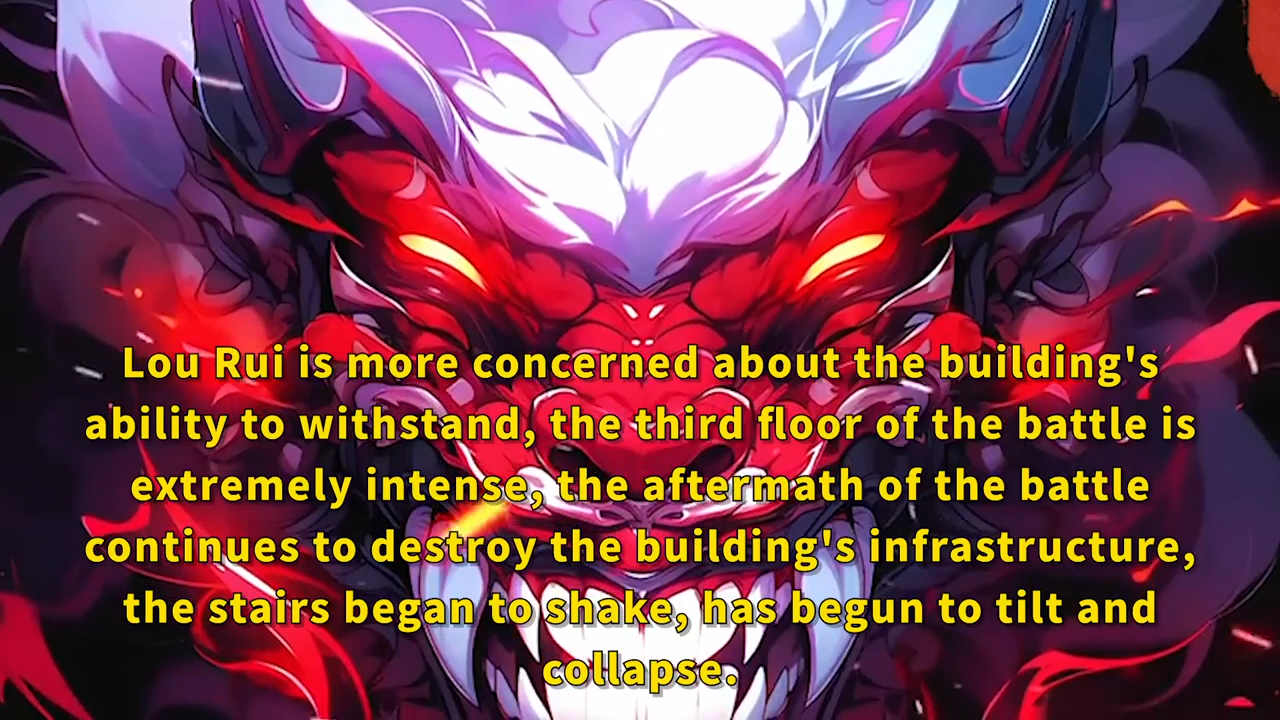 Lou Rui is more concerned about the building's
ability to withstand, the third floor of the battle is
extremely intense, the aftermath of the battle
continues to destroy the building's infrastructure,
the stairs began to shake, has begun to tilt and
collapse.